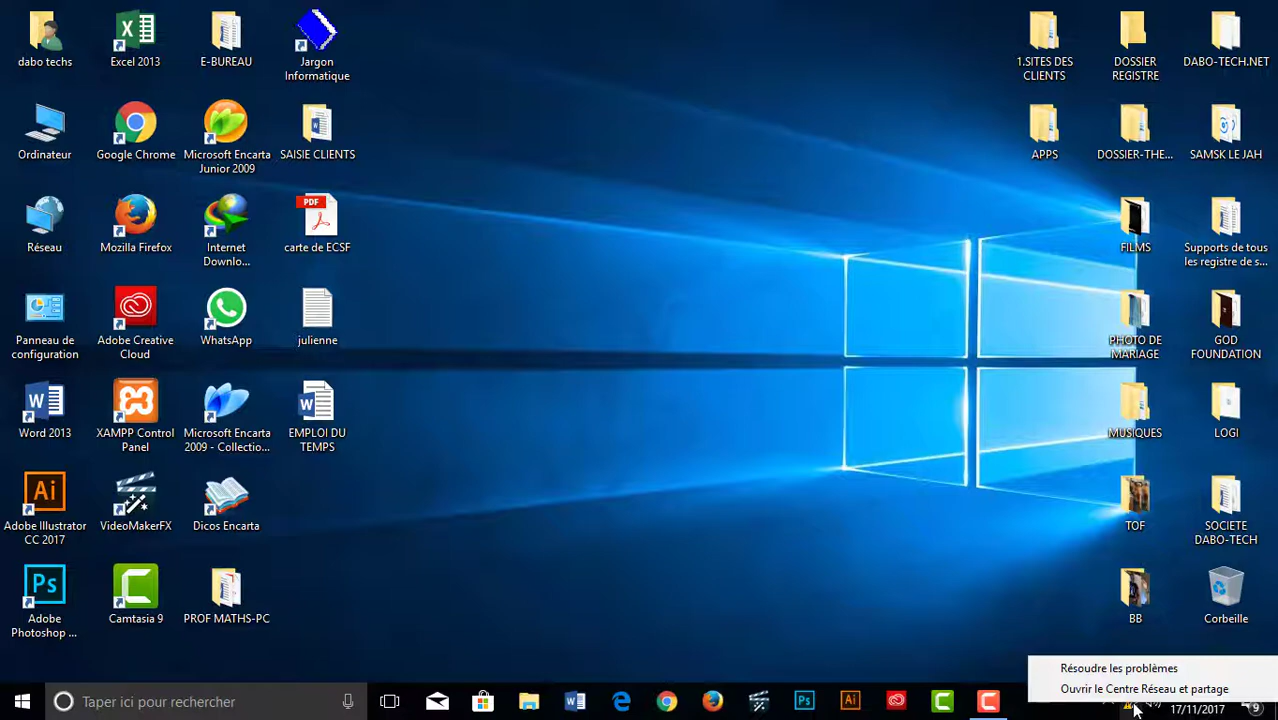 dabo techs
Excel 2013
E-BUREAU
Jargon
Informatique
1.SITES DES
CLIENTS
DOSSIER
REGISTRE
DABO-TECH.NET
Ordinateur
Google Chrome
Microsoft Encarta
Junior 2009
SAISIE CLIENTS
APPS
DOSSIER-THE...
SAMSK LE JAH
Réseau
Mozilla Firefox
Internet
Downlo...
PDF
carte de ECSF
FILMS
Supports de tous
les registre de s...
Panneau de
configuration
Adobe Creative
Cloud
WhatsApp
julienne
PHOTO DE
MARIAGE
GOD
FOUNDATION
Word 2013
XAMPP Control
Panel
Microsoft Encarta
2009 - Collectio...
EMPLOI DU
TEMPS
MUSIQUES
LOGI
Ai
Adobe Illustrator
CC 2017
VideoMakerFX
Dicos Encarta
TOF
SOCIETE
DABO-TECH
Ps
Adobe
Photoshop ...
Camtasia 9
PROF MATHS-PC
BB
Corbeille
Résoudre les problèmes
Ouvrir le Centre Réseau et partage
Taper ici pour rechercher
Ps
Ai
17/11/2017
9